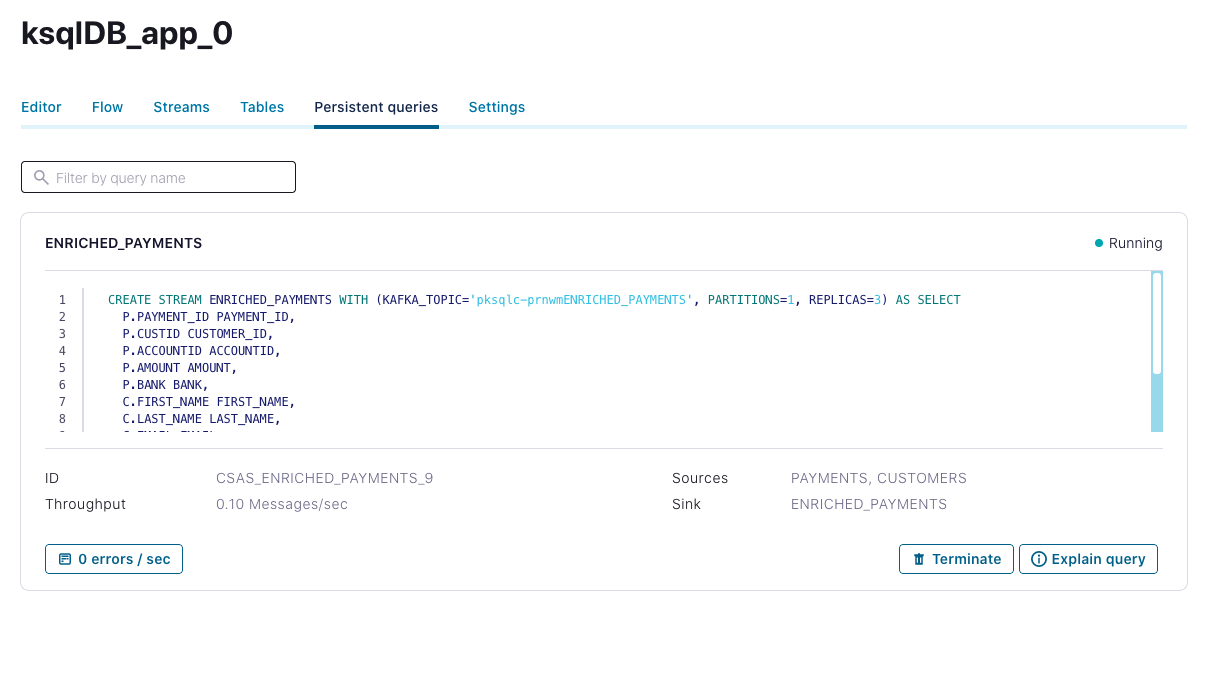 ksqlDB_app_0
Editor Flow Streams Tables Persistent queries Settings
Filter by query name
ENRICHED_PAYMENTS Running
1 CREATE STREAM ENRICHED_PAYMENTS WITH (KAFKA_TOPIC='pksqlc-prnwmENRICHED_PAYMENTS', PARTITIONS=1, REPLICAS=3) AS SELECT
2 P.PAYMENT_ID PAYMENT_ID,
3 P.CUSTID CUSTOMER_ID,
4 P.ACCOUNTID ACCOUNTID,
5 P.AMOUNT AMOUNT,
6 P.BANK BANK,
7 C.FIRST_NAME FIRST_NAME,
8 C.LAST_NAME LAST_NAME,
ID CSAS_ENRICHED_PAYMENTS_9 Sources PAYMENTS, CUSTOMERS
Throughput 0.10 Messages/sec Sink ENRICHED_PAYMENTS
0 errors / sec Terminate Explain query